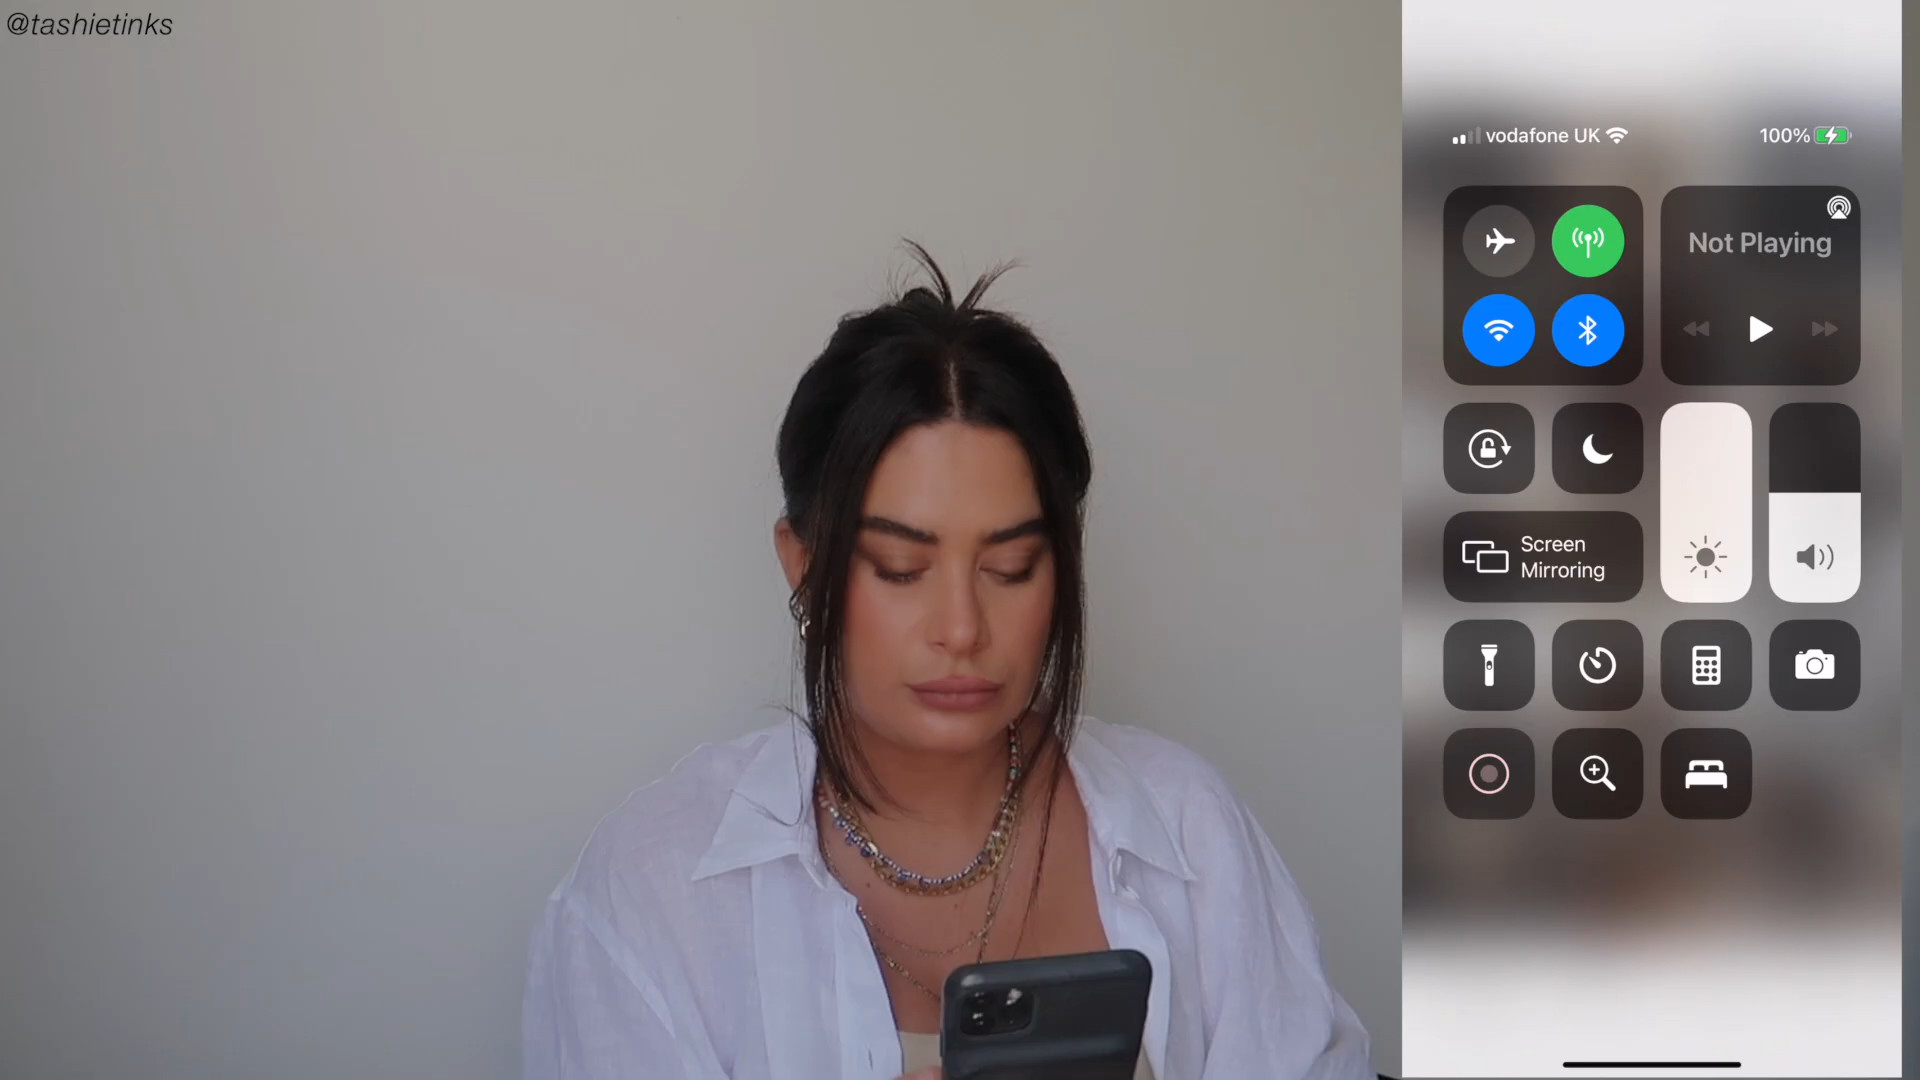 @tashietinks
vodafone UK
100%
Not Playing
Screen
Mirroring